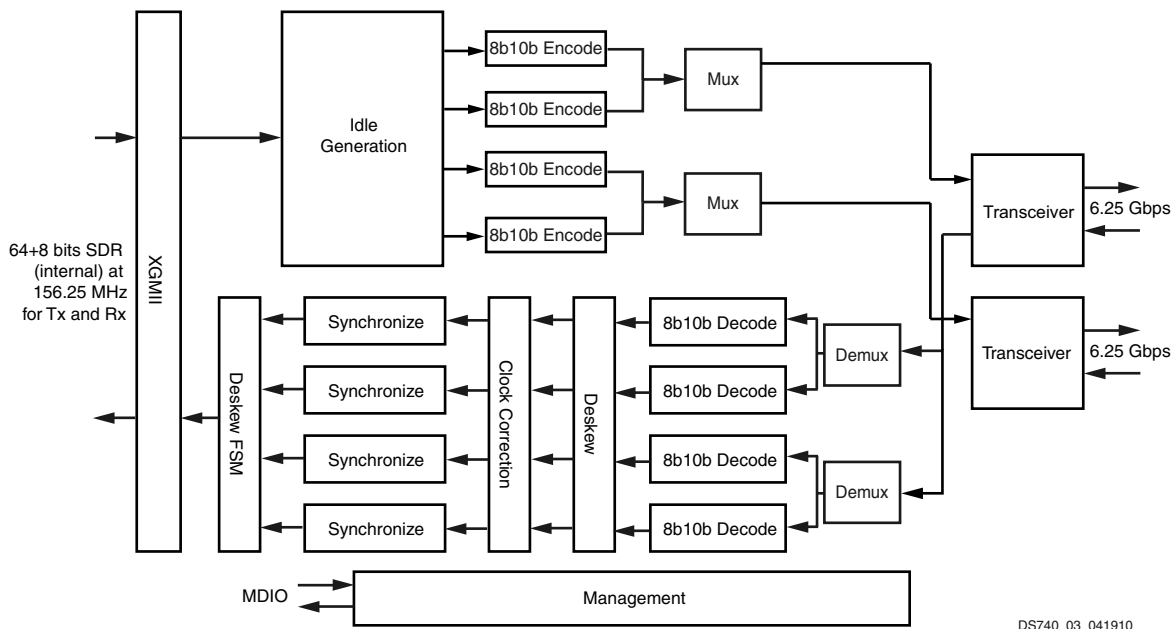 8b10b Encode
Mux
8b10b Encode
Idle
Generation
8b10b Encode
Mux
8b10b Encode
Transceiver
6.25 Gbps
64+8 bits SDR
(internal) at
156.25 MHz
for Tx and Rx
XGMII
Deskew FSM
Synchronize
Synchronize
Synchronize
Synchronize
Clock Correction
Deskew
8b10b Decode
8b10b Decode
8b10b Decode
8b10b Decode
Demux
Demux
Transceiver
6.25 Gbps
MDIO
Management
DS740_03_041910